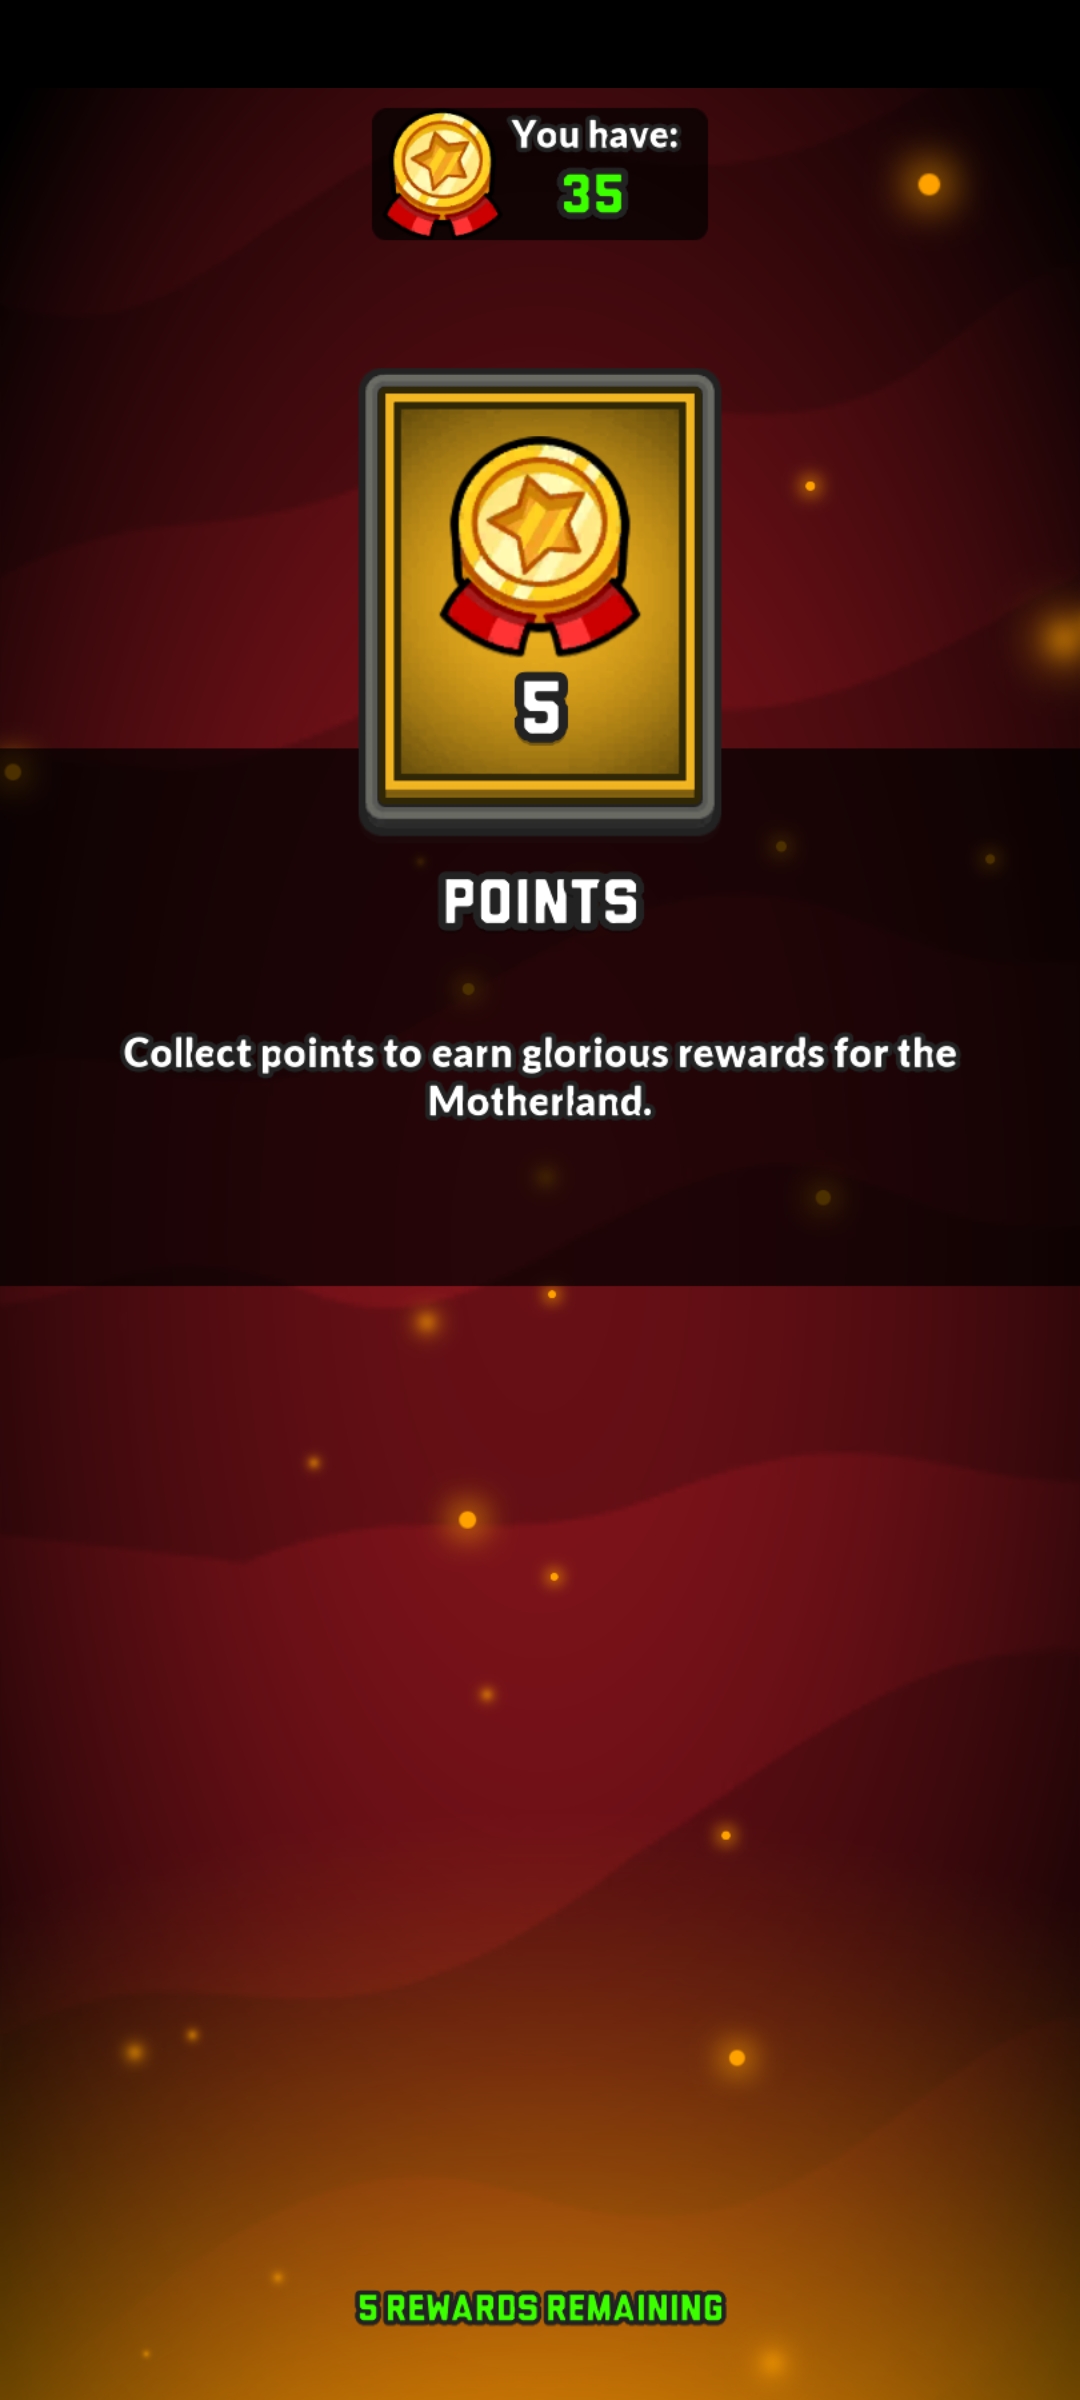 You have:
35
5
POINTS
Collect points to earn glorious rewards for the
Motherland.
5 REWARDS REMAINING